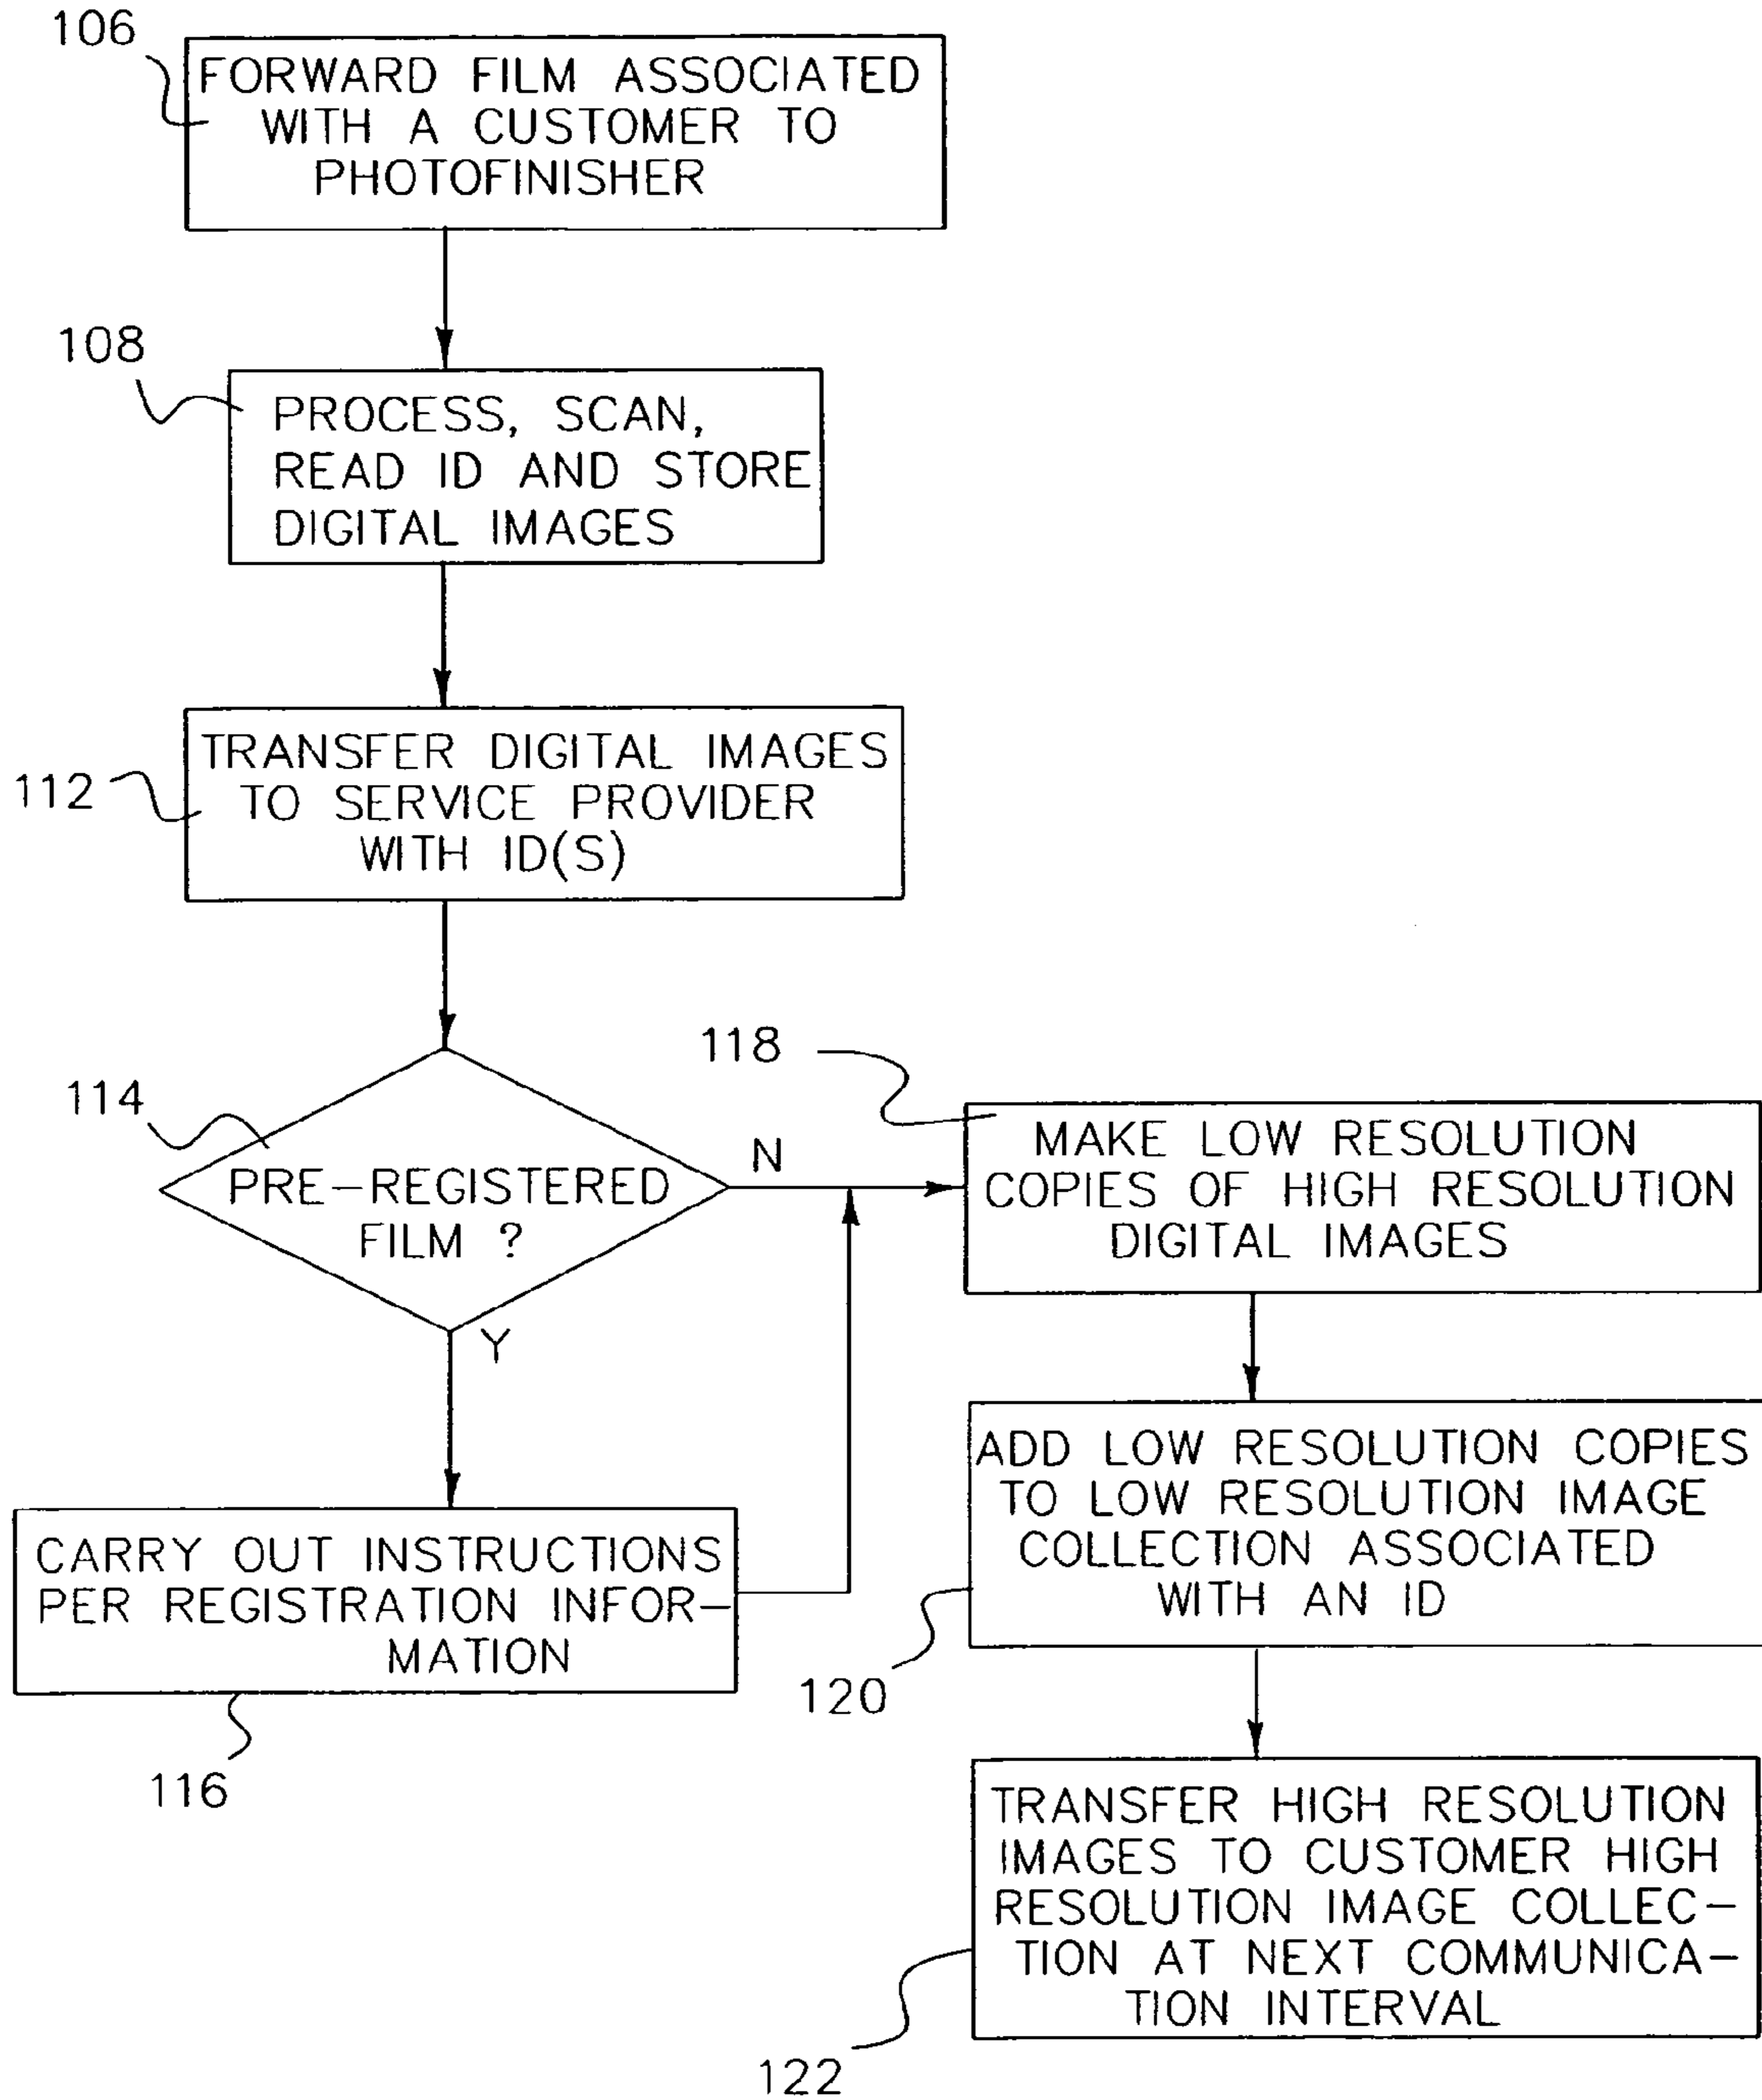 106
FORWARD FILM ASSOCIATED
WITH A CUSTOMER TO
PHOTOFINISHER
108
PROCESS, SCAN,
READ ID AND STORE
DIGITAL IMAGES
112
TRANSFER DIGITAL IMAGES
TO SERVICE PROVIDER
WITH ID(S)
114
PRE-REGISTERED
FILM ?
N
Y
CARRY OUT INSTRUCTIONS
PER REGISTRATION INFOR-
MATION
116
118
MAKE LOW RESOLUTION
COPIES OF HIGH RESOLUTION
DIGITAL IMAGES
ADD LOW RESOLUTION COPIES
TO LOW RESOLUTION IMAGE
COLLECTION ASSOCIATED
WITH AN ID
120
TRANSFER HIGH RESOLUTION
IMAGES TO CUSTOMER HIGH
RESOLUTION IMAGE COLLEC-
TION AT NEXT COMMUNICA-
TION INTERVAL
122